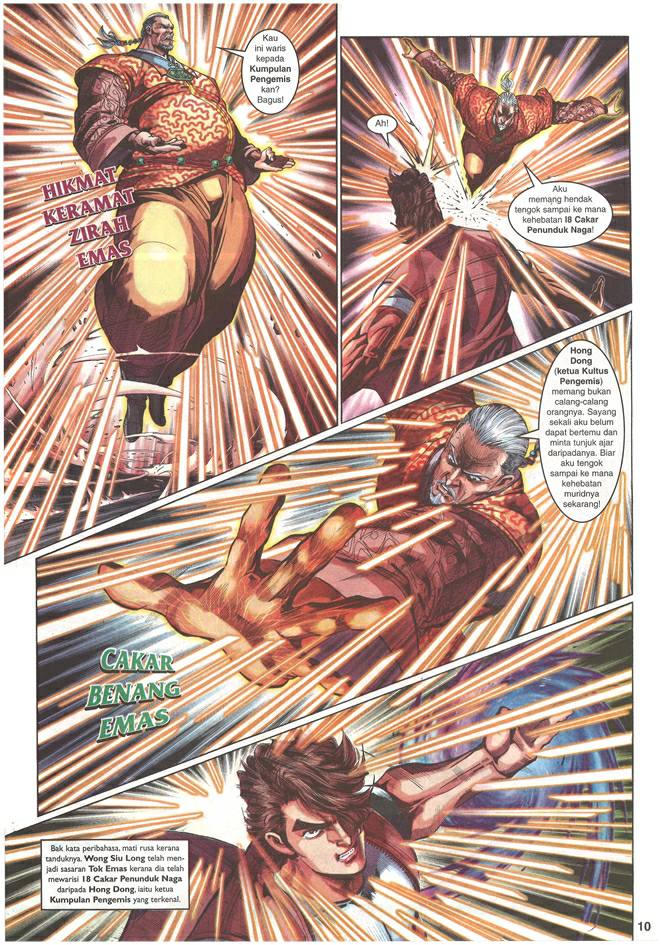 Kau
ini waris
kepada
Kumpulan
Pengemis
kan?
Bagus!
HIKMAT
KERAMAT
ZIRAH
EMAS
Ah!
Aku
memang hendak
tengok sampai ke mana
kehebatan 18 Cakar
Penunduk Naga!
Hong
Dong
(ketua Kultus
Pengemis)
memang bukan
calang-calang
orangnya. Sayang
sekali aku belum
dapat bertemu dan
minta tunjuk ajar
daripadanya. Biar
aku tengok
sampai ke mana
kehebatan
muridnya
sekarang!
CAKAR
BENANG
EMAS
Bak kata peribahasa, mati rusa kerana
tanduknya. Wong Siu Long telah men-
jadi sasaran Tok Emas kerana dia telah
mewarisi 18 Cakar Penunduk Naga
daripada Hong Dong, iaitu ketua
Kumpulan Pengemis yang terkenal.
10